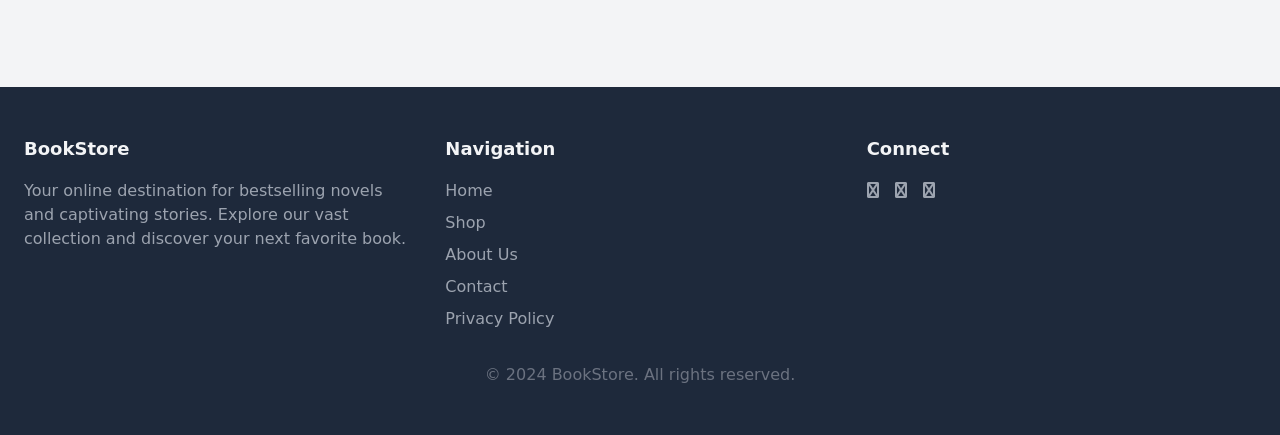 BookStore
Your online destination for bestselling novels
and captivating stories. Explore our vast
collection and discover your next favorite book.
Navigation
Home
Shop
About Us
Contact
Privacy Policy
Connect
© 2024 BookStore. All rights reserved.